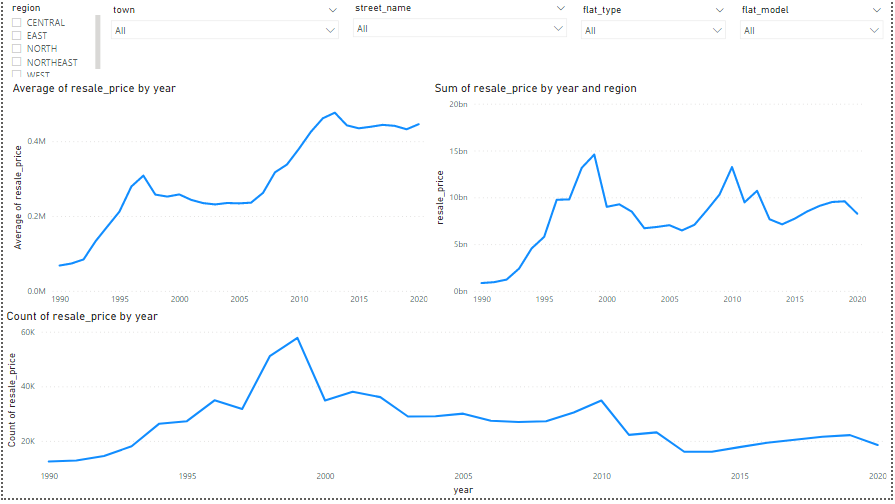 region
CENTRAL
EAST
NORTH
NORTHEAST
WEST
town
All
street_name
All
flat_type
All
flat_model
All
Average of resale_price by year
Average of resale_price
0.4M
0.2M
0.0M
1990 1995 2000 2005 2010 2015 2020
Sum of resale_price by year and region
resale_price
20bn
15bn
10bn
5bn
0bn
1990 1995 2000 2005 2010 2015 2020
Count of resale_price by year
Count of resale_price
60K
40K
20K
1990 1995 2000 2005 2010 2015 2020
year